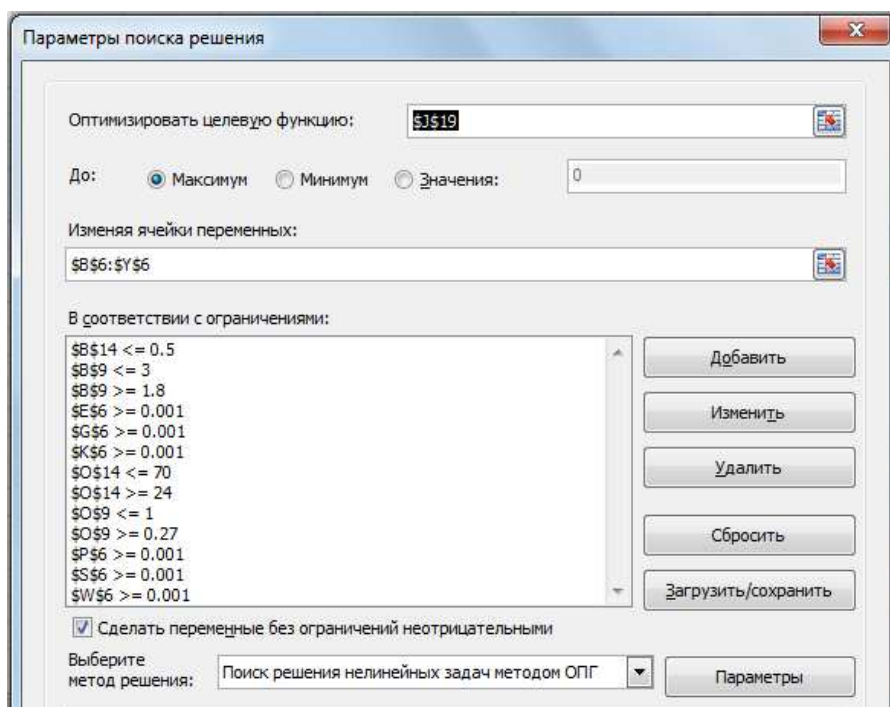 Параметры поиска решения
X
Оптимизировать целевую функцию: $J$19
До: Максимум Минимум Значения: 0
Изменяя ячейки переменных:
$B$6:$Y$6
В соответствии с ограничениями:
$B$14 <= 0.5
$B$9 <= 3
$B$9 >= 1.8
$E$6 >= 0.001
$G$6 >= 0.001
$K$6 >= 0.001
$O$14 <= 70
$O$14 >= 24
$O$9 <= 1
$O$9 >= 0.27
$P$6 >= 0.001
$S$6 >= 0.001
$W$6 >= 0.001
Добавить
Изменить
Удалить
Сбросить
Загрузить/сохранить
Сделать переменные без ограничений неотрицательными
Выберите
метод решения: Поиск решения нелинейных задач методом ОПГ Параметры